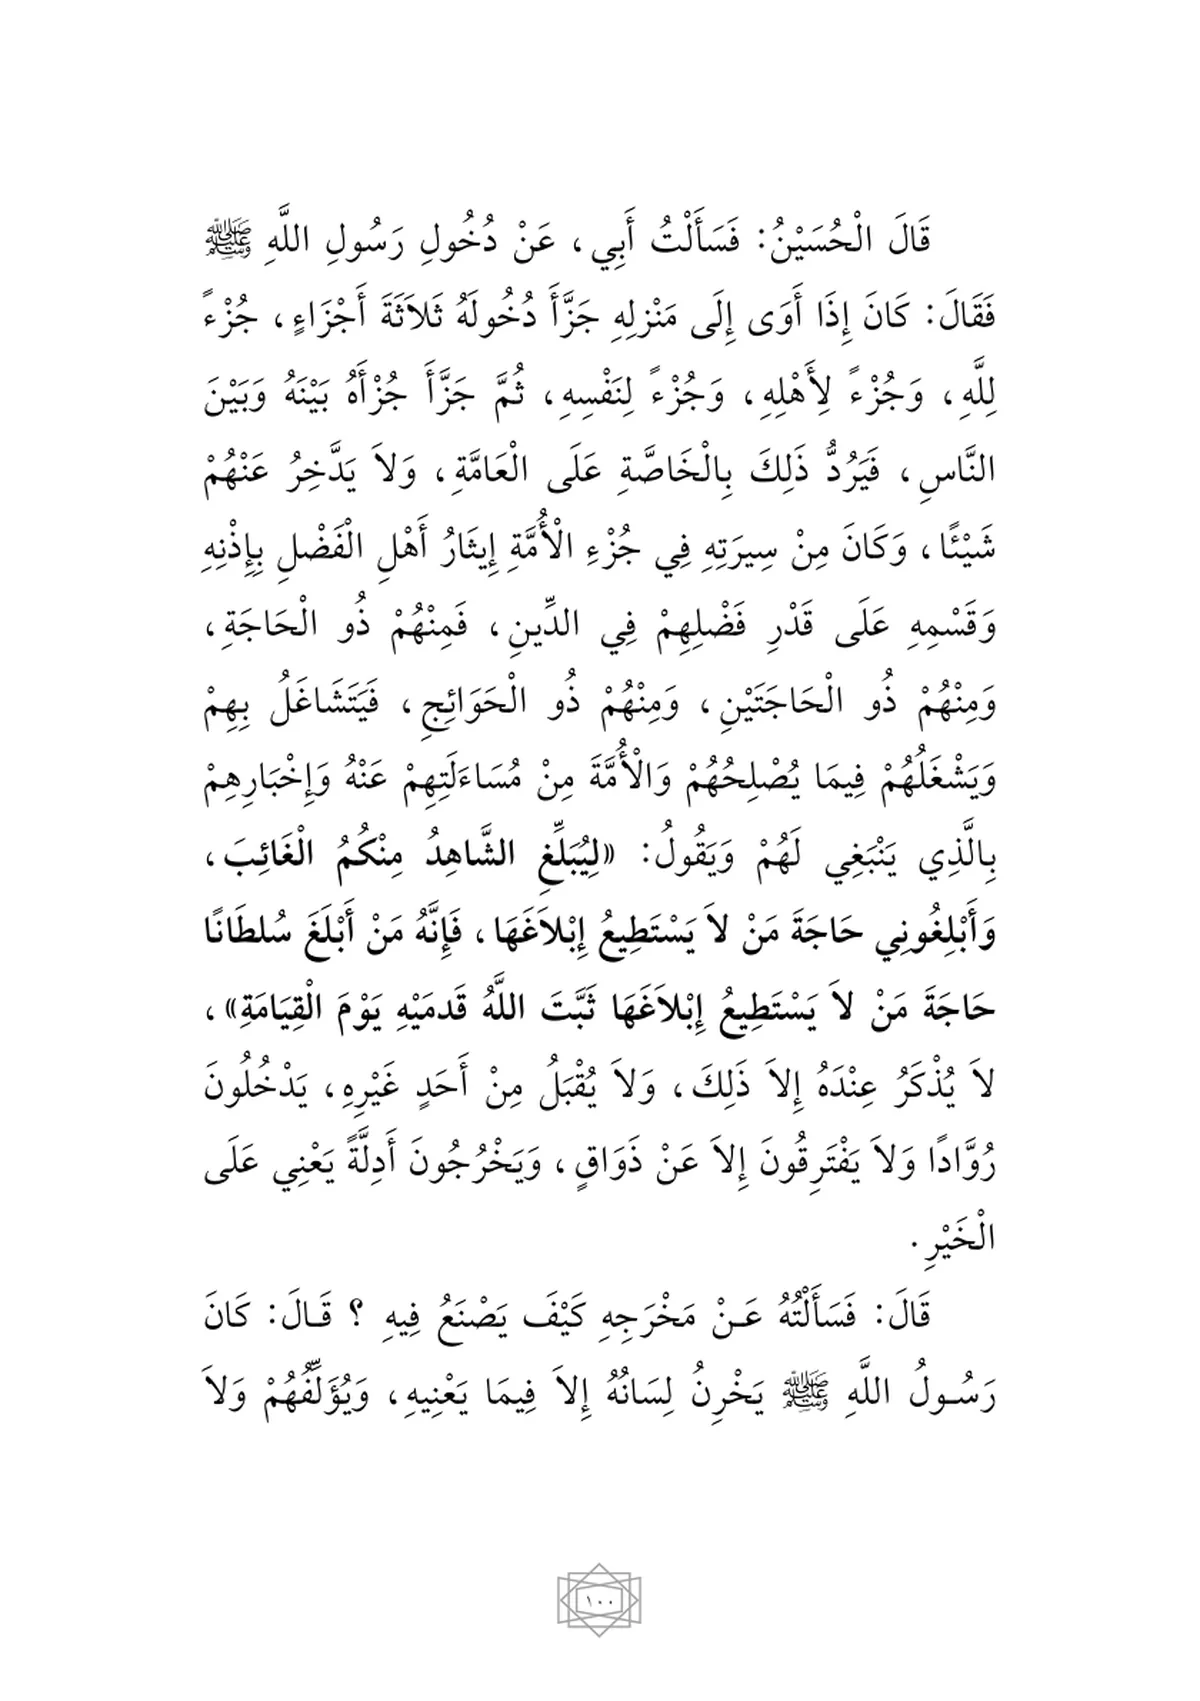 قَالَ الْحُسَيْنُ: فَسَأَلْتُ أَبِي، عَنْ دُخُولِ رَسُولِ اللَّهِ ﷺ
فَقَالَ: كَانَ إِذَا أَوَى إِلَى مَنْزِلِهِ جَزَّأَ دُخُولَهُ ثَلاَثَةَ أَجْزَاءٍ، جُزْءً
لِلَّهِ، وَجُزْءً لِأَهْلِهِ، وَجُزْءً لِنَفْسِهِ، ثُمَّ جَزَّأَ جُزْأَهُ بَيْنَهُ وَبَيْنَ
النَّاسِ، فَيَرُدُّ ذَلِكَ بِالْخَاصَّةِ عَلَى الْعَامَّةِ، وَلاَ يَدَّخِرُ عَنْهُمْ
شَيْئًا، وَكَانَ مِنْ سِيرَتِهِ فِي جُزْءِ الْأُمَّةِ إِيثَارُ أَهْلِ الْفَضْلِ بِإِذْنِهِ
وَقَسْمِهِ عَلَى قَدْرِ فَضْلِهِمْ فِي الدِّينِ، فَمِنْهُمْ ذُو الْحَاجَةِ،
وَمِنْهُمْ ذُو الْحَاجَتَيْنِ، وَمِنْهُمْ ذُو الْحَوَائِجِ، فَيَتَشَاغَلُ بِهِمْ
وَيَشْغَلُهُمْ فِيمَا يُصْلِحُهُمْ وَالْأُمَّةَ مِنْ مُسَاءَلَتِهِمْ عَنْهُ وَإِخْبَارِهِمْ
بِالَّذِي يَنْبَغِي لَهُمْ وَيَقُولُ: «لِيُبَلِّغِ الشَّاهِدُ مِنْكُمُ الْغَائِبَ،
وَأَبْلِغُونِي حَاجَةَ مَنْ لاَ يَسْتَطِيعُ إِبْلاَغَهَا، فَإِنَّهُ مَنْ أَبْلَغَ سُلطَانًا
حَاجَةَ مَنْ لاَ يَسْتَطِيعُ إِبْلاَغَهَا ثَبَّتَ اللَّهُ قَدمَيْهِ يَوْمَ الْقِيَامَةِ»،
لاَ يُذْكَرُ عِنْدَهُ إِلاَ ذَلِكَ، وَلاَ يُقْبَلُ مِنْ أَحَدٍ غَيْرِهِ، يَدْخُلُونَ
رُوَّادًا وَلاَ يَفْتَرِقُونَ إِلاَ عَنْ ذَوَاقٍ، وَيَخْرُجُونَ أَدِلَّةً يَعْنِي عَلَى
الْخَيْرِ.
قَالَ: فَسَأَلْتُهُ عَـنْ مَخْرَجِهِ كَيْفَ يَصْنَعُ فِيهِ ؟ قَـالَ: كَانَ
رَسُـولُ اللَّهِ ﷺ يَخْرِنُ لِسَانُهُ إِلاَ فِيمَا يَعْنِيهِ، وَيُؤَلِّفُهُمْ وَلاَ
١٠٠